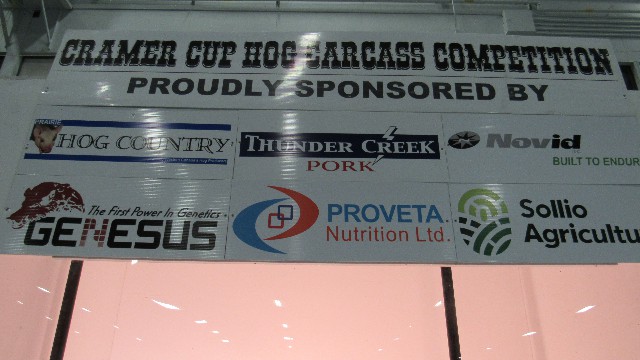 CRAMER CUP HOG CARCASS COMPETITION
PROUDLY SPONSORED BY
PRAIRIE
HOG COUNTRY
THUNDER CREEK
PORK
Novid
BUILT TO ENDUR
The First Power In Genetics
GENESUS
PROVETA
Nutrition Ltd.
Sollio
Agricultu